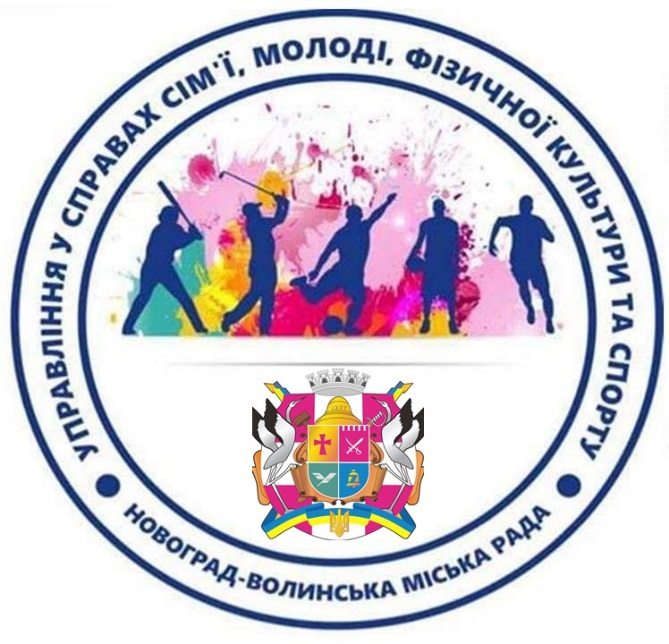 УПРАВЛІННЯ У СПРАВАХ СІМ'Ї, МОЛОДІ, ФІЗИЧНОЇ КУЛЬТУРИ ТА СПОРТУ
НОВОГРАД-ВОЛИНСЬКА МІСЬКА РАДА